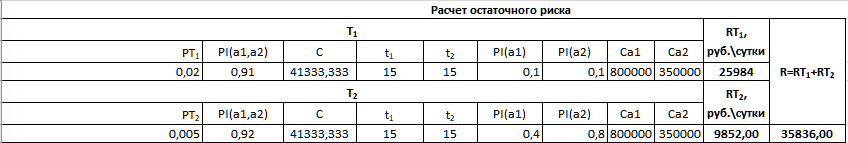 Расчет остаточного риска
T₁ RT₁, руб.\сутки R=RT₁+RT₂
PT₁ PI(a1,a2) C t₁ t₂ PI(a1) PI(a2) Ca1 Ca2
0,02 0,91 41333,333 15 15 0,1 0,1 800000 350000 25984
T₂ RT₂, руб.\сутки
PT₂ PI(a1,a2) C t₁ t₂ PI(a1) PI(a2) Ca1 Ca2
0,005 0,92 41333,333 15 15 0,4 0,8 800000 350000 9852,00 35836,00